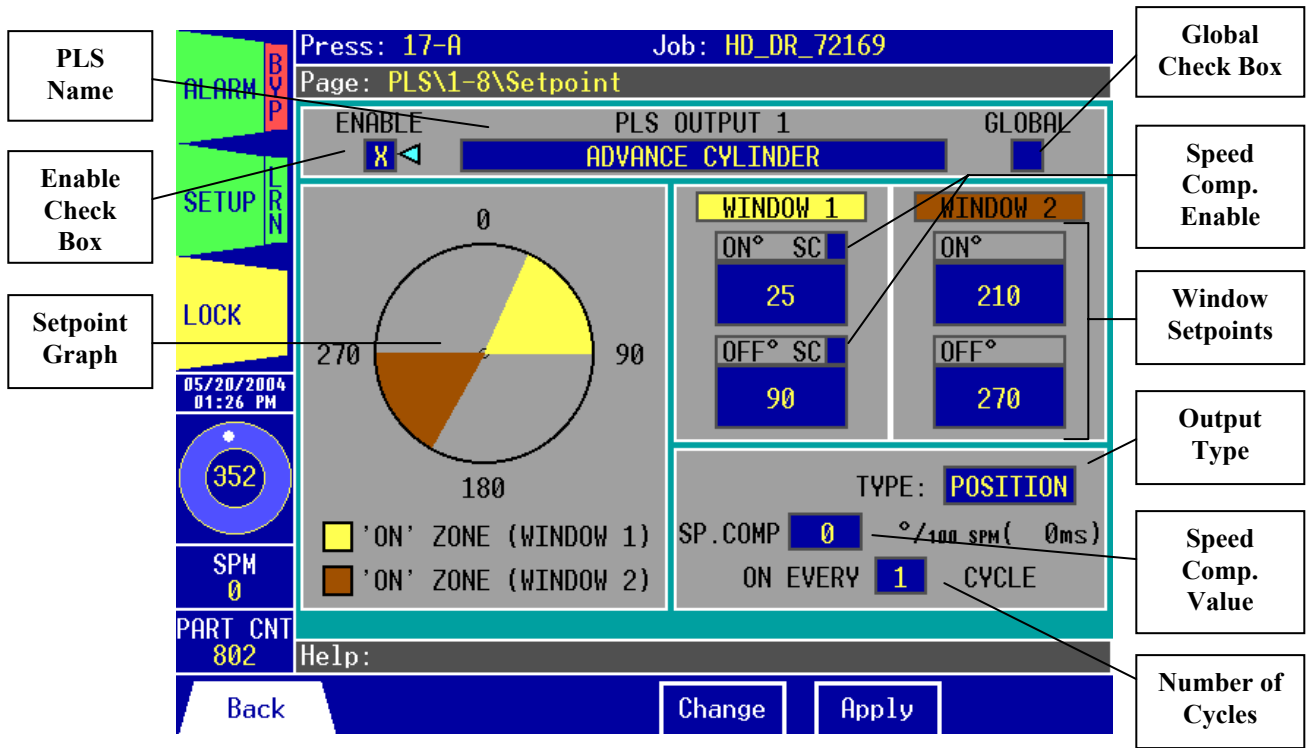 PLS
Name
Enable
Check
Box
Setpoint
Graph
Global
Check Box
Speed
Comp.
Enable
Window
Setpoints
Output
Type
Speed
Comp.
Value
Number of
Cycles
Press: 17-A Job: HD_DR_72169
Page: PLS\1-8\Setpoint
ALARM BYP
SETUP LRN
LOCK
05/20/2004
01:26 PM
352
SPM
0
PART CNT
802
ENABLE PLS OUTPUT 1 GLOBAL
X ADVANCE CYLINDER
0
90
180
270
'ON' ZONE (WINDOW 1)
'ON' ZONE (WINDOW 2)
WINDOW 1 WINDOW 2
ON° SC ON°
25 210
OFF° SC OFF°
90 270
TYPE: POSITION
SP.COMP 0 °/100 SPM( 0ms)
ON EVERY 1 CYCLE
Help:
Back Change Apply